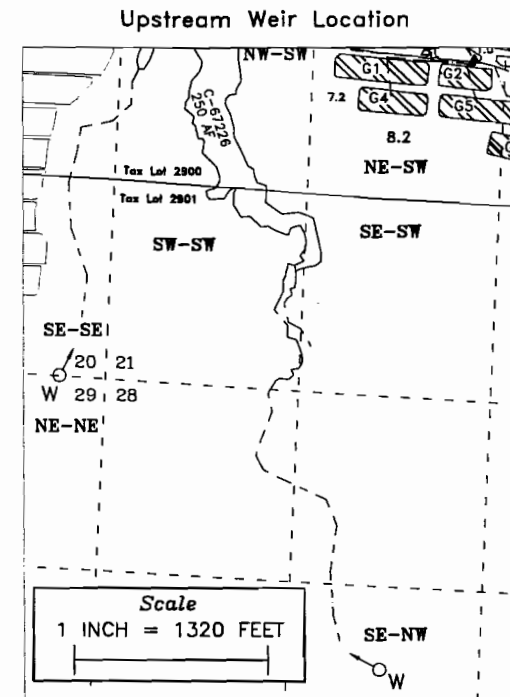 Upstream Weir Location
NW-SW
G1
G2
7.2
G4
G5
C-67226
250 AF
8.2
NE-SW
Tax Lot 2900
Tax Lot 2901
SW-SW
SE-SW
SE-SE
20
21
W
29
28
NE-NE
Scale
1 INCH = 1320 FEET
SE-NW
W